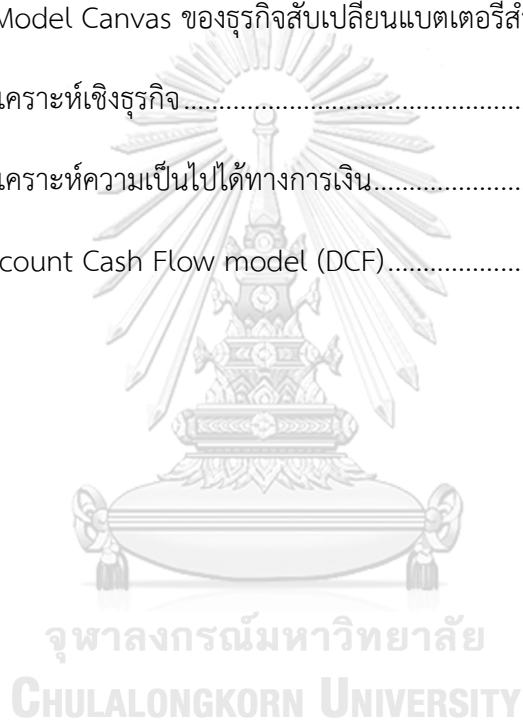 Model Canvas ของธุรกิจสับเปลี่ยนแบตเตอรี่สำ
เคราะห์เชิงธุรกิจ
เคราะห์ความเป็นไปได้ทางการเงิน
count Cash Flow model (DCF)
จุฬาลงกรณ์มหาวิทยาลัย
CHULALONGKORN UNIVERSITY